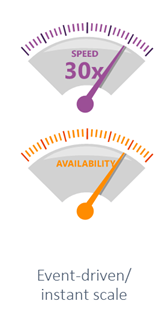 SPEED
30x
AVAILABILITY
Event-driven/
instant scale